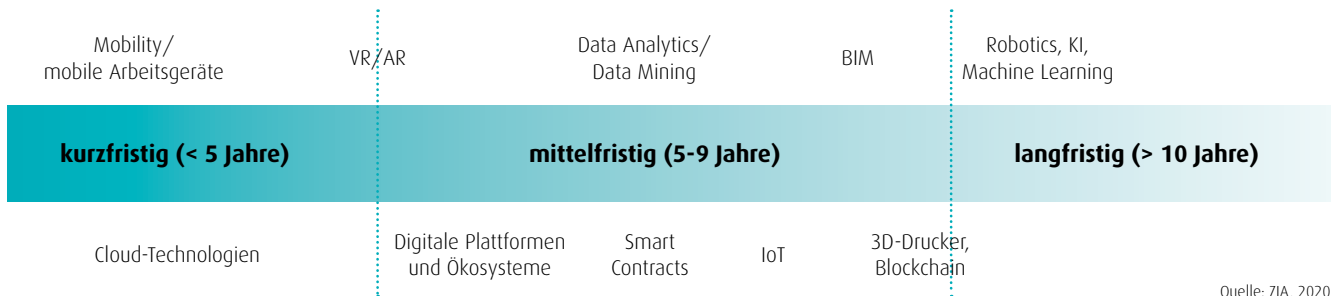 Mobility/
mobile Arbeitsgeräte
VR/AR
Data Analytics/
Data Mining
BIM
Robotics, KI,
Machine Learning
kurzfristig (< 5 Jahre)
mittelfristig (5-9 Jahre)
langfristig (> 10 Jahre)
Cloud-Technologien
Digitale Plattformen
und Ökosysteme
Smart
Contracts
IoT
3D-Drucker,
Blockchain
Quelle: ZIA, 2020